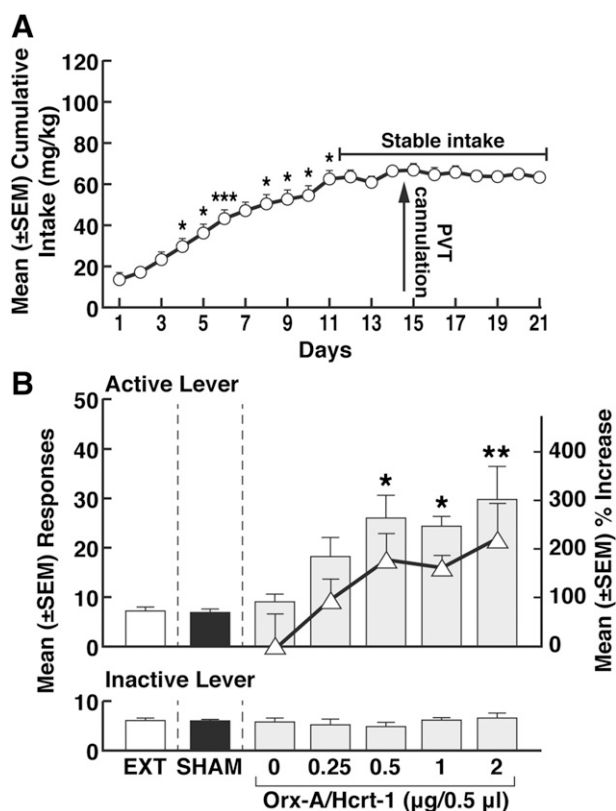 A
Mean (±SEM) Cumulative
Intake (mg/kg)
120
100
80
60
40
20
0
* * *** * * * *
Stable intake
PVT
cannulation
1 3 5 7 9 11 13 15 17 19 21
Days
B
Active Lever
Mean (±SEM) Responses
50
40
30
20
10
0
* * **
400
300
200
100
0
Mean (±SEM) % Increase
Inactive Lever
10
0
EXT SHAM 0 0.25 0.5 1 2
Orx-A/Hcrt-1 (µg/0.5 µl)